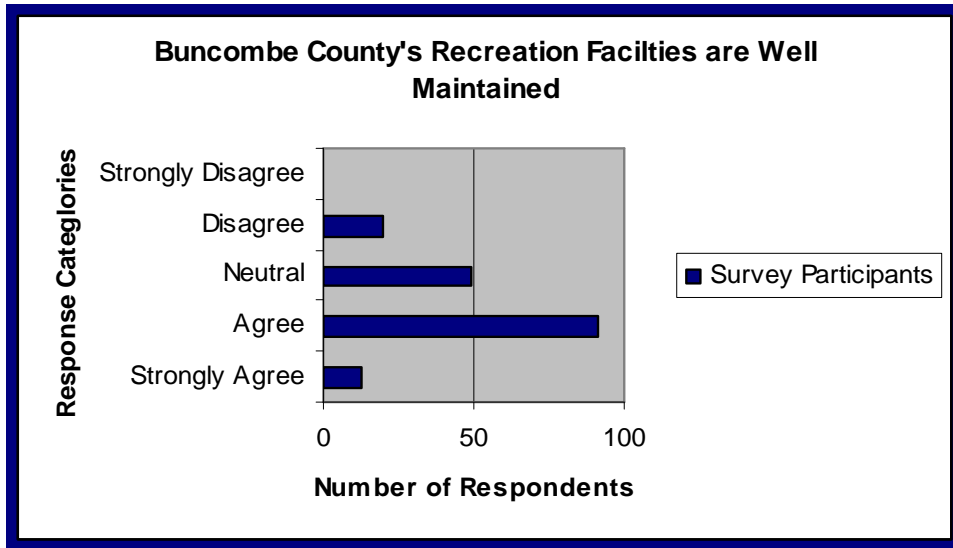 Buncombe County's Recreation Facilties are Well
Maintained
Response Categlories
Strongly Disagree
Disagree
Neutral
Agree
Strongly Agree
0 50 100
Number of Respondents
Survey Participants